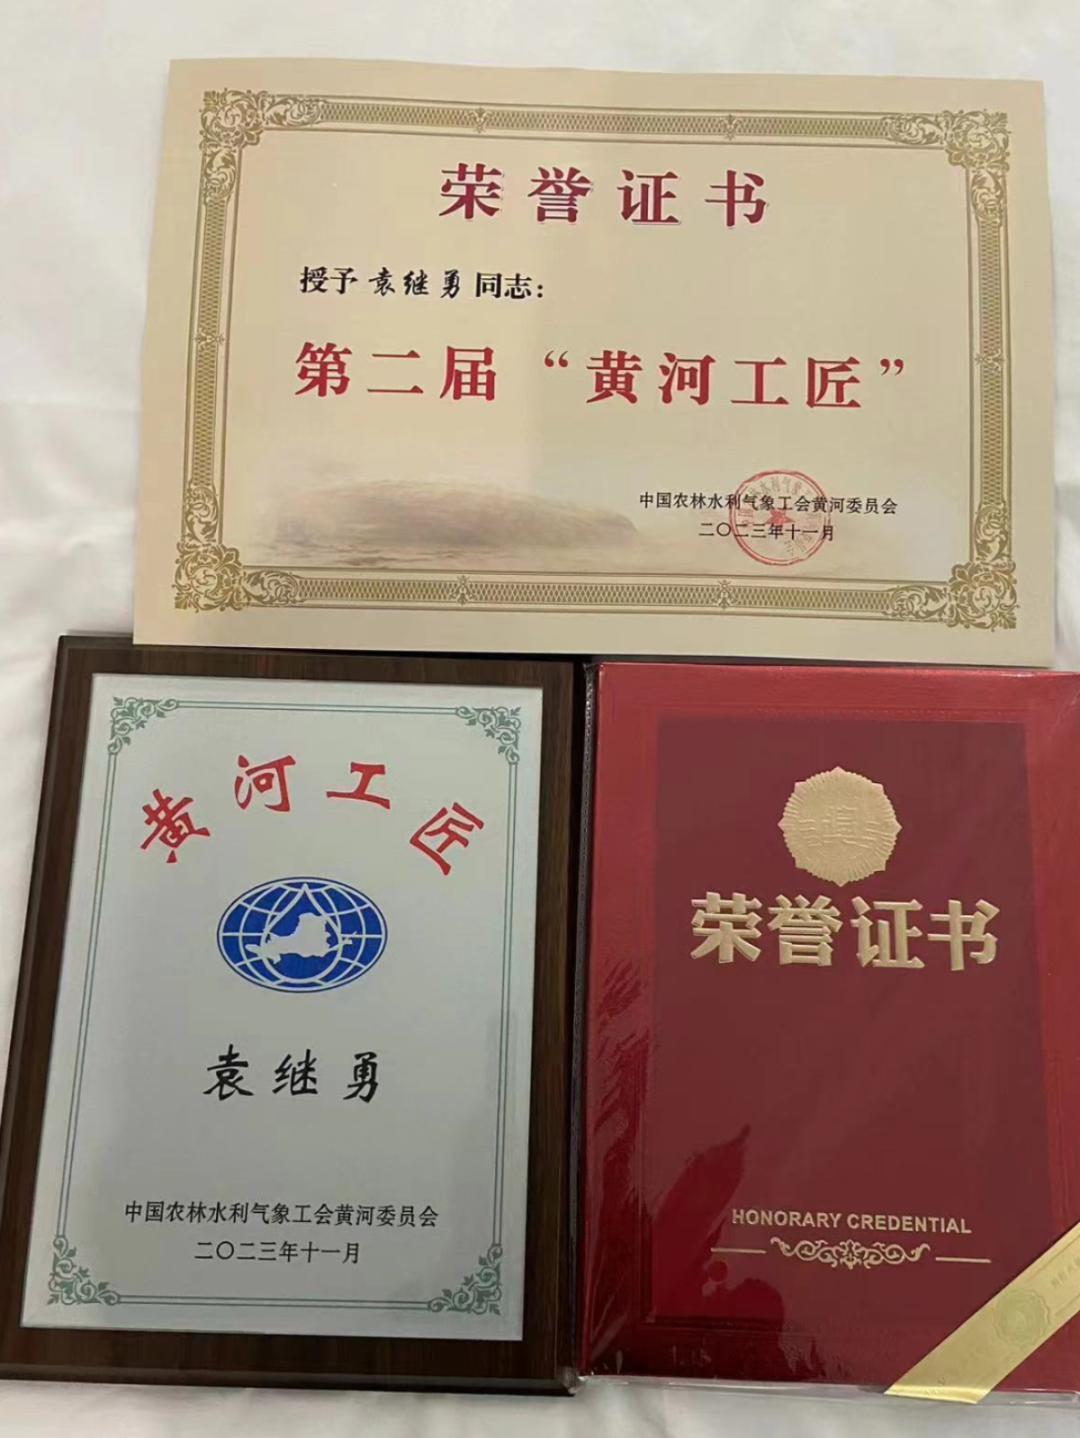 荣誉证书
授予袁继勇同志：
第二届“黄河工匠”
中国农林水利气象工会黄河委员会
二〇二三年十一月
黄河工匠
袁继勇
中国农林水利气象工会黄河委员会
二〇二三年十一月
荣誉证书
HONORARY CREDENTIAL